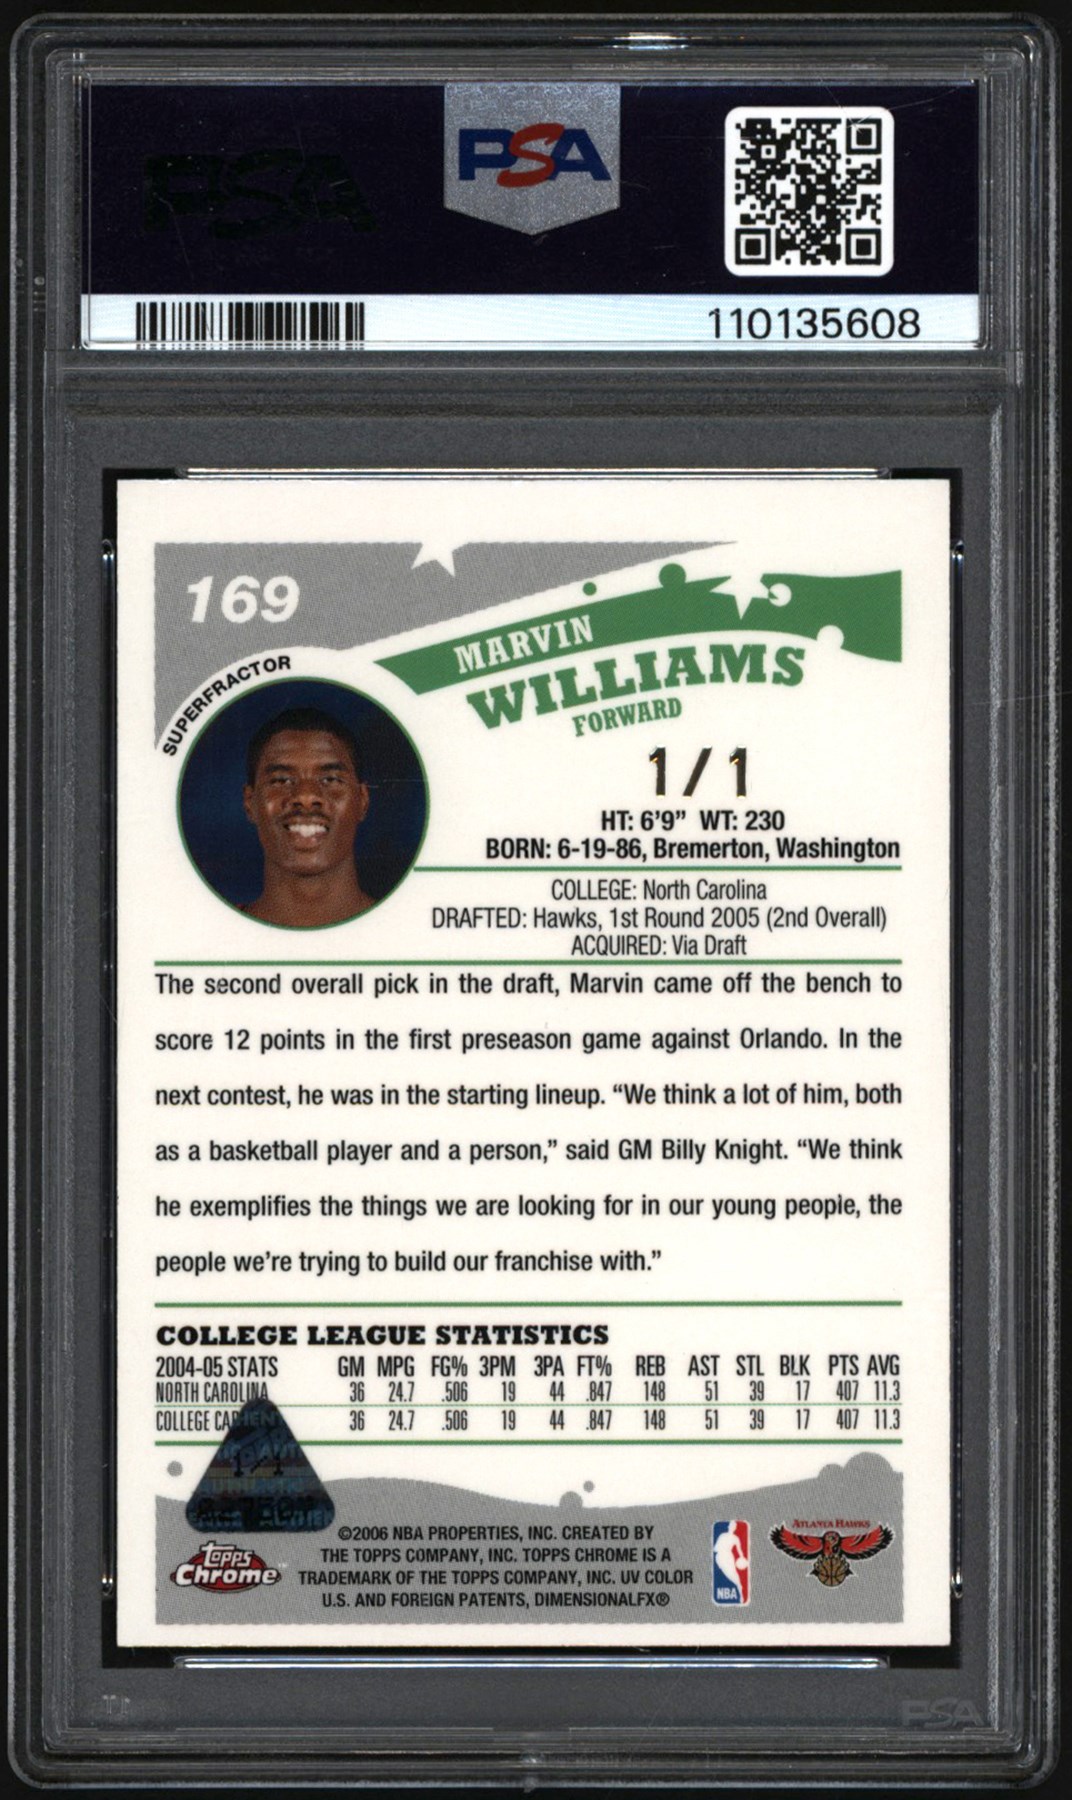 PSA
PSA
110135608
169
MARVIN
WILLIAMS
FORWARD
SUPERFRACTOR
1/1
HT: 6'9" WT: 230
BORN: 6-19-86, Bremerton, Washington
COLLEGE: North Carolina
DRAFTED: Hawks, 1st Round 2005 (2nd Overall)
ACQUIRED: Via Draft
The second overall pick in the draft, Marvin came off the bench to
score 12 points in the first preseason game against Orlando. In the
next contest, he was in the starting lineup. “We think a lot of him, both
as a basketball player and a person,” said GM Billy Knight. “We think
he exemplifies the things we are looking for in our young people, the
people we’re trying to build our franchise with.”
COLLEGE LEAGUE STATISTICS
2004-05 STATS GM MPG FG% 3PM 3PA FT% REB AST STL BLK PTS AVG
NORTH CAROLINA 36 24.7 .506 19 44 .847 148 51 39 17 407 11.3
COLLEGE CA 36 24.7 .506 19 44 .847 148 51 39 17 407 11.3
1/1
©2006 NBA PROPERTIES, INC. CREATED BY
THE TOPPS COMPANY, INC. TOPPS CHROME IS A
TRADEMARK OF THE TOPPS COMPANY, INC. UV COLOR
U.S. AND FOREIGN PATENTS, DIMENSIONALFX®
Topps
Chrome™
NBA
ATLANTA HAWKS
PSA